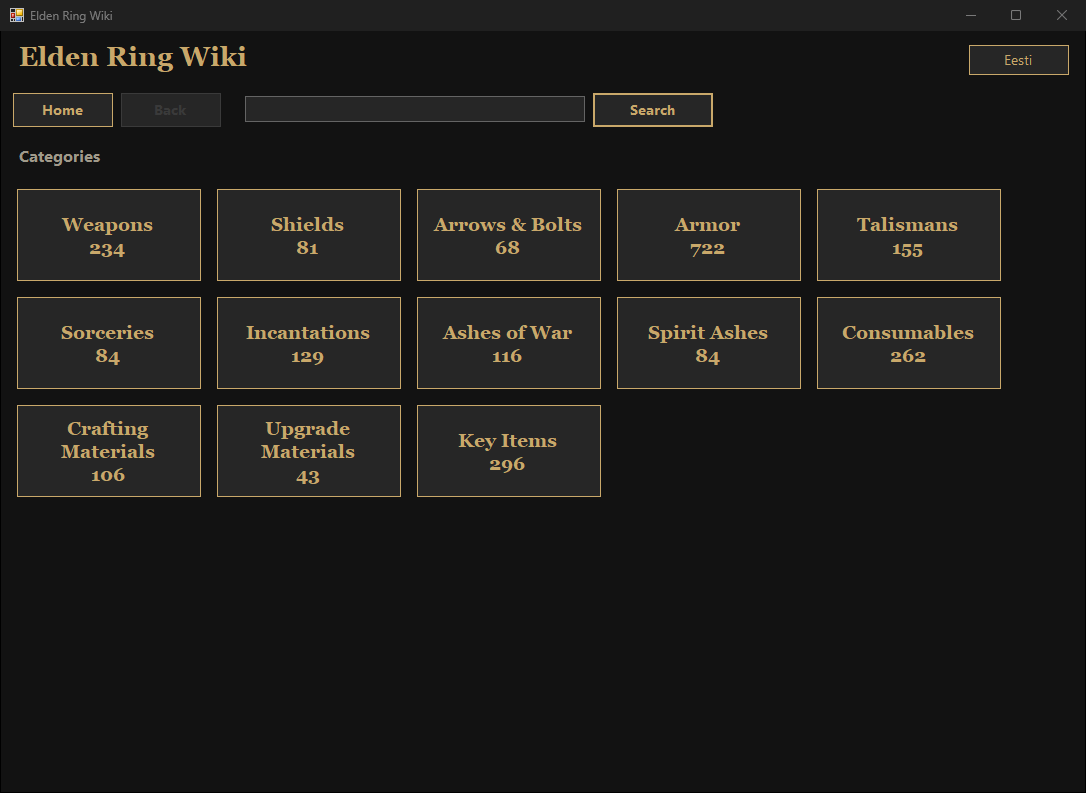 Elden Ring Wiki
Elden Ring Wiki
Eesti
Home
Back
Search
Categories
Weapons
234
Shields
81
Arrows & Bolts
68
Armor
722
Talismans
155
Sorceries
84
Incantations
129
Ashes of War
116
Spirit Ashes
84
Consumables
262
Crafting
Materials
106
Upgrade
Materials
43
Key Items
296